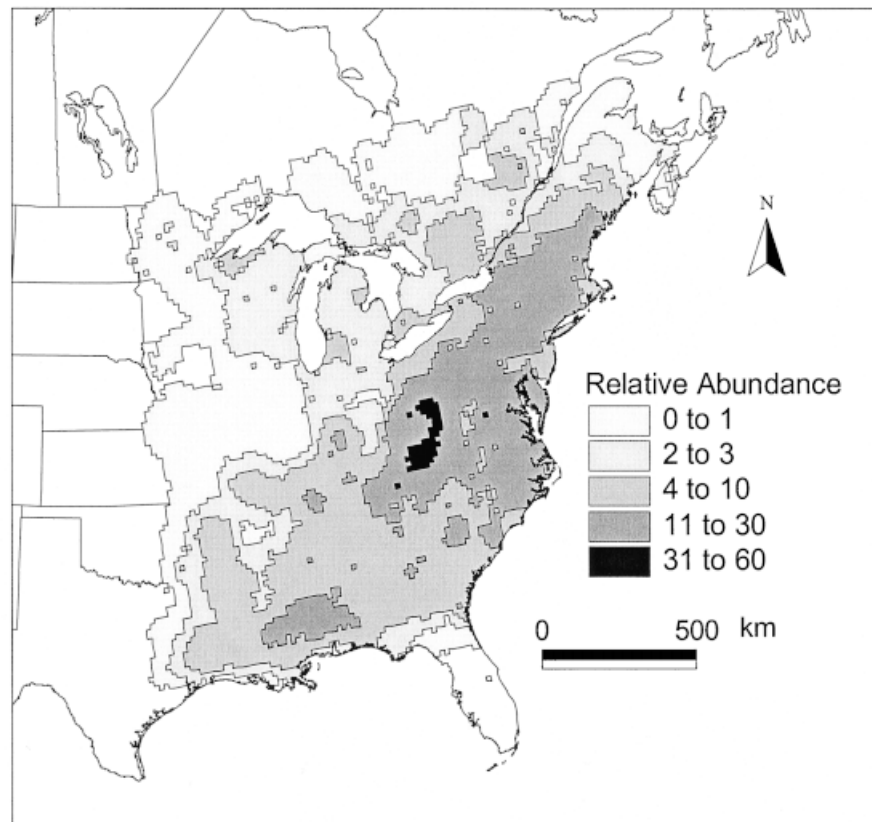 N
Relative Abundance
0 to 1
2 to 3
4 to 10
11 to 30
31 to 60
0 500 km